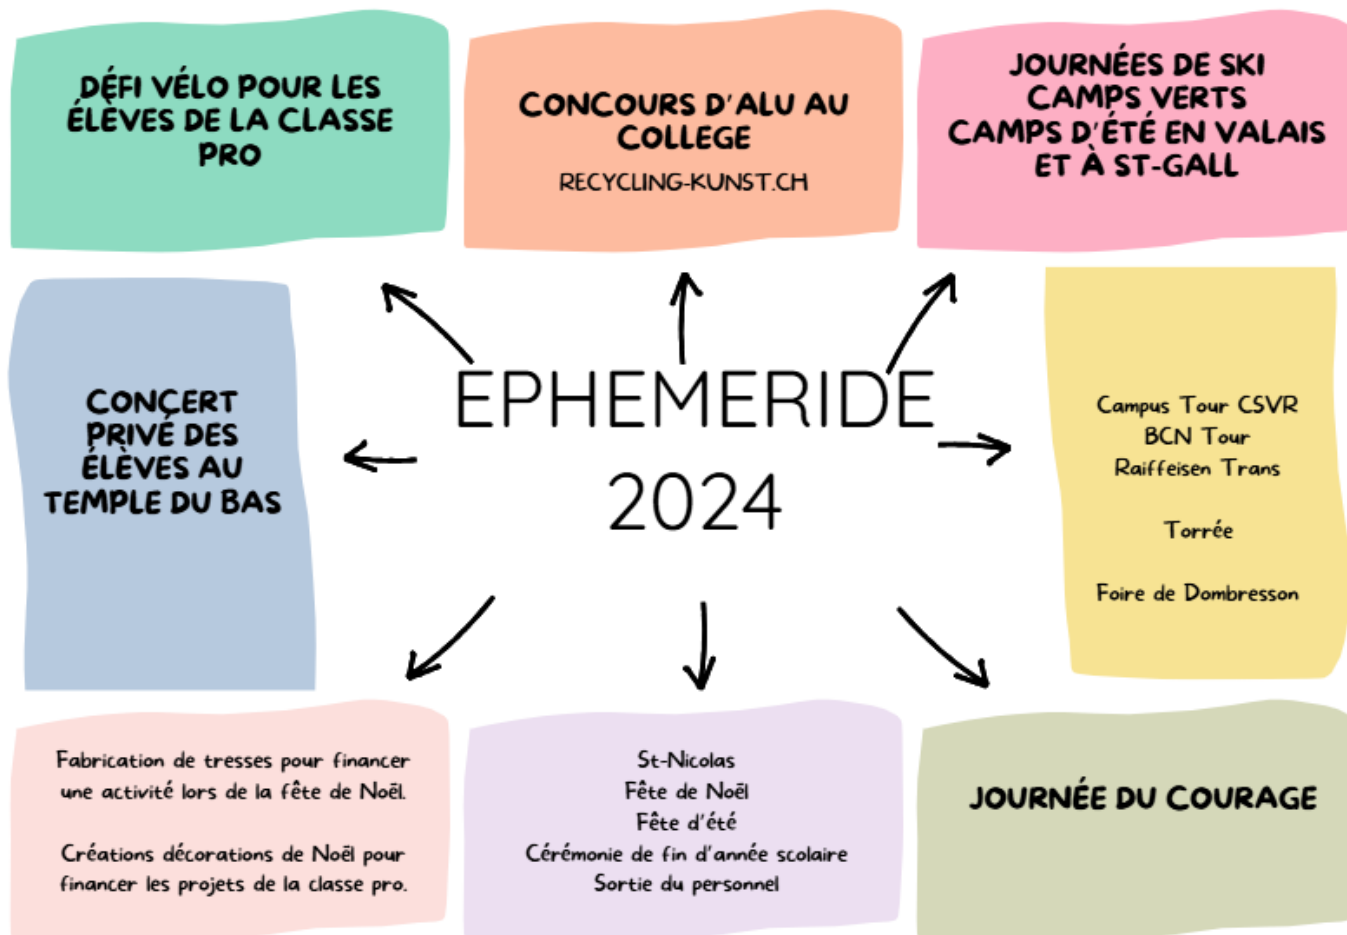 DÉFI VÉLO POUR LES
ÉLÈVES DE LA CLASSE
PRO
CONCOURS D'ALU AU
COLLEGE
RECYCLING-KUNST.CH
JOURNÉES DE SKI
CAMPS VERTS
CAMPS D'ÉTÉ EN VALAIS
ET À ST-GALL
CONCERT
PRIVÉ DES
ÉLÈVES AU
TEMPLE DU BAS
EPHEMERIDE
2024
Campus Tour CSVR
BCN Tour
Raiffeisen Trans
Torrée
Foire de Dombresson
Fabrication de tresses pour financer
une activité lors de la fête de Noël.
Créations décorations de Noël pour
financer les projets de la classe pro.
St-Nicolas
Fête de Noël
Fête d'été
Cérémonie de fin d'année scolaire
Sortie du personnel
JOURNÉE DU COURAGE